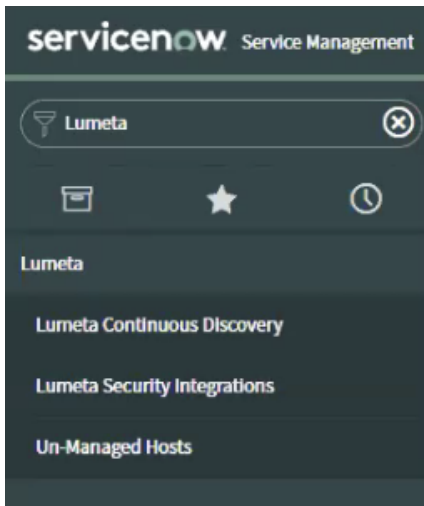 servicenow Service Management
Lumeta
Lumeta
Lumeta Continuous Discovery
Lumeta Security Integrations
Un-Managed Hosts